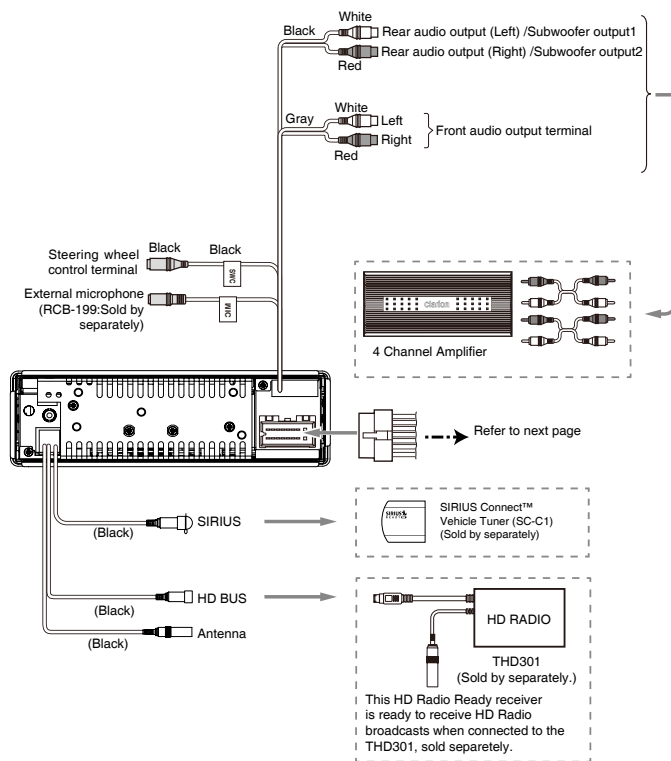 White
Black
Rear audio output (Left) /Subwoofer output1
Rear audio output (Right) /Subwoofer output2
Red
White
Gray
Left
Right
Front audio output terminal
Red
Steering wheel
control terminal
Black
Black
SWC
External microphone
(RCB-199:Sold by
separately)
MIC
clarion
4 Channel Amplifier
Refer to next page
(Black)
SIRIUS
SIRIUS
SIRIUS Connect™
Vehicle Tuner (SC-C1)
(Sold by separately)
(Black)
HD BUS
(Black)
Antenna
HD RADIO
THD301
(Sold by separately.)
This HD Radio Ready receiver
is ready to receive HD Radio
broadcasts when connected to the
THD301, sold separetely.